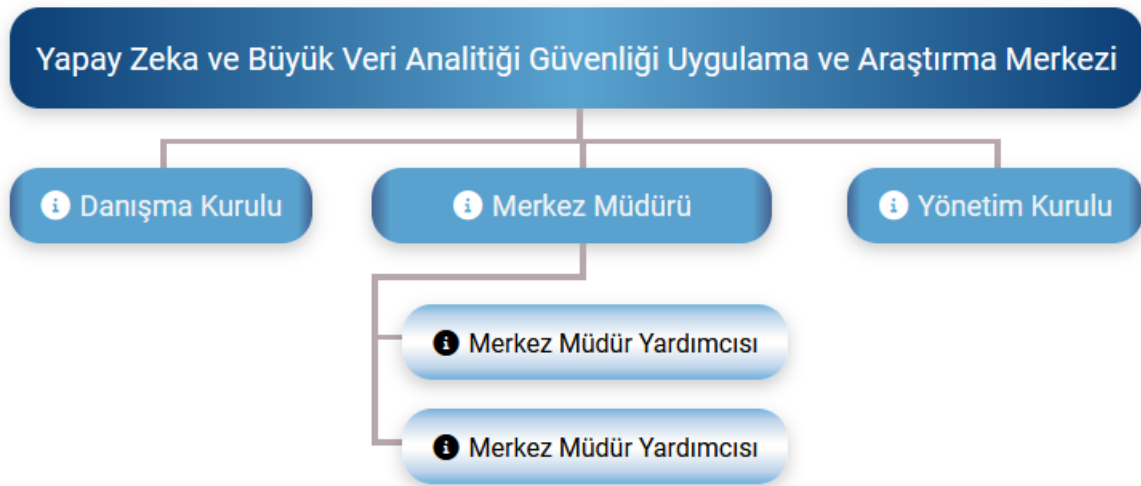 Yapay Zeka ve Büyük Veri Analitiği Güvenliği Uygulama ve Araştırma Merkezi
Danışma Kurulu
Merkez Müdürü
Yönetim Kurulu
Merkez Müdür Yardımcısı
Merkez Müdür Yardımcısı